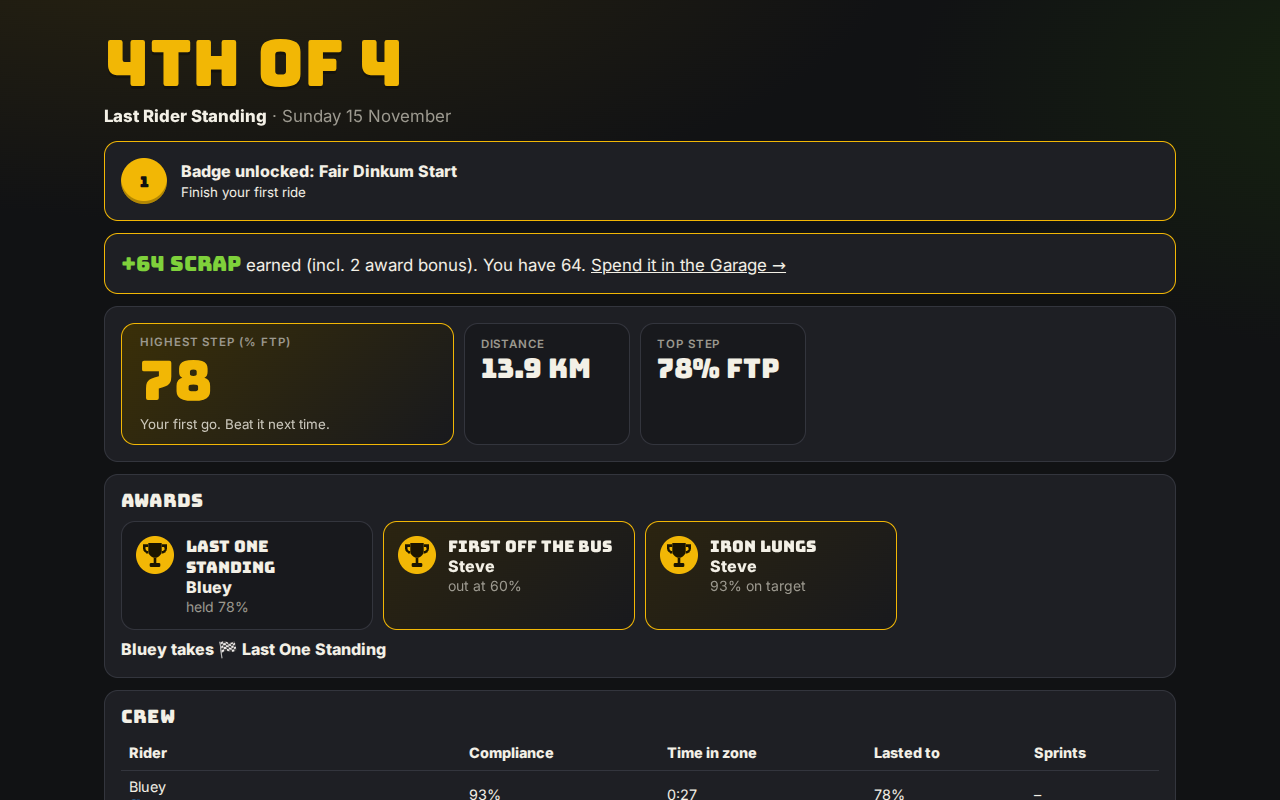 4TH OF 4
Last Rider Standing · Sunday 15 November
1
Badge unlocked: Fair Dinkum Start
Finish your first ride
+64 SCRAP earned (incl. 2 award bonus). You have 64. Spend it in the Garage →
HIGHEST STEP (% FTP)
78
Your first go. Beat it next time.
DISTANCE
13.9 KM
TOP STEP
78% FTP
AWARDS
LAST ONE
STANDING
Bluey
held 78%
FIRST OFF THE BUS
Steve
out at 60%
IRON LUNGS
Steve
93% on target
Bluey takes 🏁 Last One Standing
CREW
Rider Compliance Time in zone Lasted to Sprints
Bluey 93% 0:27 78% –